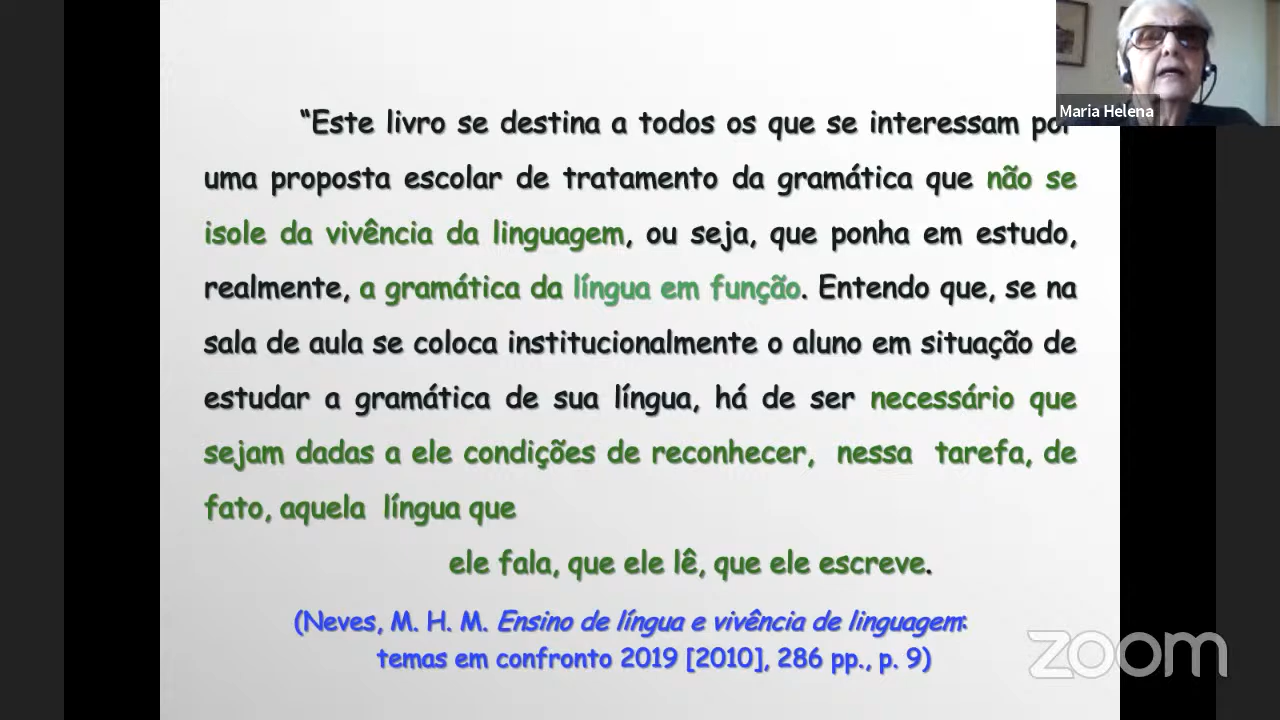 Maria Helena
“Este livro se destina a todos os que se interessam por
uma proposta escolar de tratamento da gramática que não se
isole da vivência da linguagem, ou seja, que ponha em estudo,
realmente, a gramática da língua em função. Entendo que, se na
sala de aula se coloca institucionalmente o aluno em situação de
estudar a gramática de sua língua, há de ser necessário que
sejam dadas a ele condições de reconhecer, nessa tarefa, de
fato, aquela língua que
ele fala, que ele lê, que ele escreve.
(Neves, M. H. M. Ensino de língua e vivência de linguagem:
temas em confronto 2019 [2010], 286 pp., p. 9)
zoom